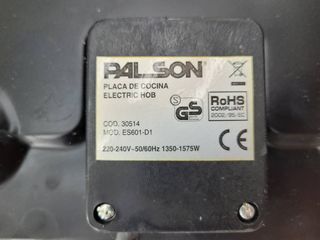 PALSON
PLACA DE COCINA
ELECTRIC HOB
COD. 30514
MOD. ES601-D1
220-240V~50/60Hz 1350-1575W
S
GS
RoHS
COMPLIANT
2002/95/EC
CE